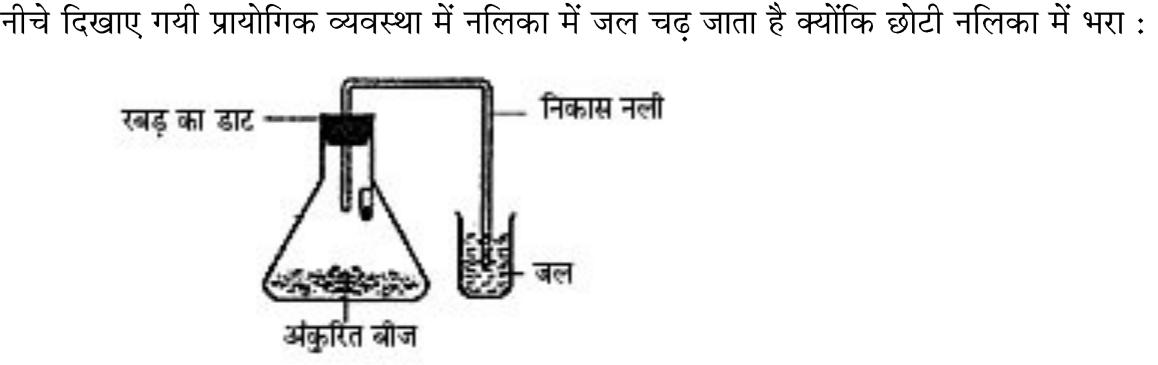 नीचे दिखाए गयी प्रायोगिक व्यवस्था में नलिका में जल चढ़ जाता है क्योंकि छोटी नलिका में भरा :
रबड़ का डाट
निकास नली
जल
अंकुरित बीज